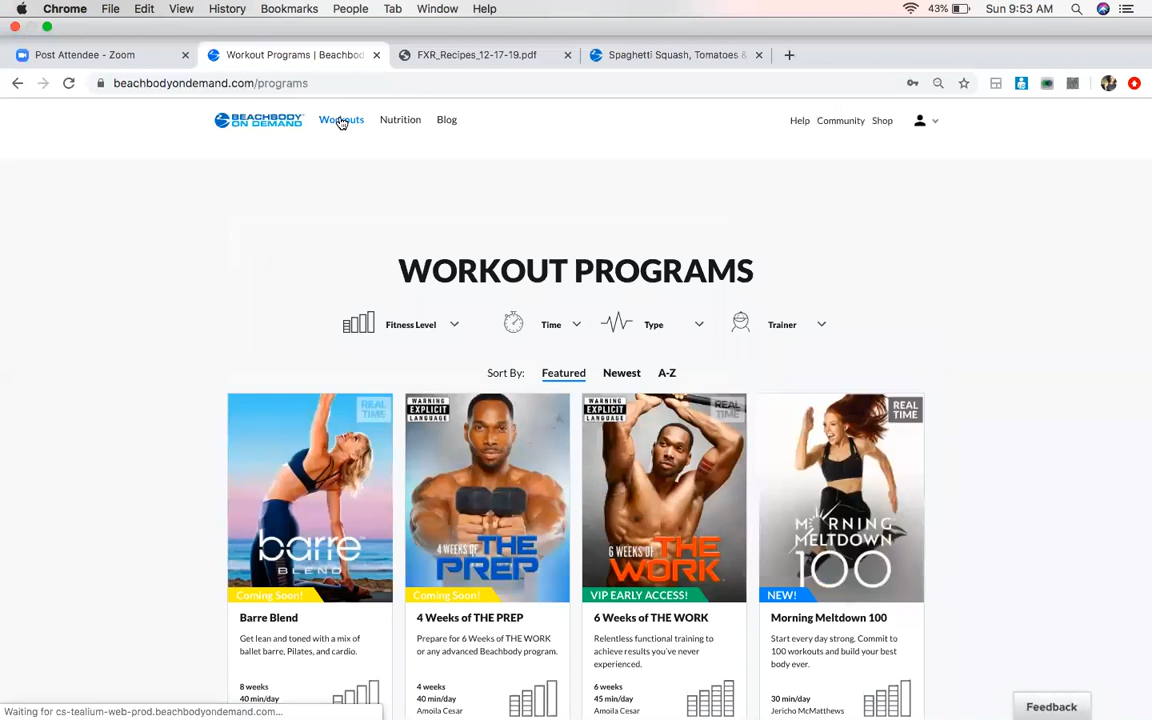 Chrome File Edit View History Bookmarks People Tab Window Help 43% Sun 9:53 AM
Post Attendee - Zoom Workout Programs | Beachbod FXR_Recipes_12-17-19.pdf Spaghetti Squash, Tomatoes &
beachbodyondemand.com/programs
BEACHBODY ON DEMAND Workouts Nutrition Blog Help Community Shop
WORKOUT PROGRAMS
Fitness Level Time Type Trainer
Sort By: Featured Newest A-Z
REAL TIME
WARNING EXPLICIT LANGUAGE
WARNING EXPLICIT LANGUAGE
REAL TIME
REAL TIME
barre BLEND
4 WEEKS OF THE PREP
6 WEEKS OF THE WORK
MORNING MELTDOWN 100
Coming Soon! Coming Soon! VIP EARLY ACCESS! NEW!
Barre Blend
Get lean and toned with a mix of
ballet barre, Pilates, and cardio.
8 weeks
40 min/day
4 Weeks of THE PREP
Prepare for 6 Weeks of THE WORK
or any advanced Beachbody program.
4 weeks
40 min/day
Amoila Cesar
6 Weeks of THE WORK
Relentless functional training to
achieve results you've never
experienced.
6 weeks
45 min/day
Amoila Cesar
Morning Meltdown 100
Start every day strong. Commit to
100 workouts and build your best
body ever.
30 min/day
Jericho McMatthews
Waiting for cs-tealium-web-prod.beachbodyondemand.com...
Feedback